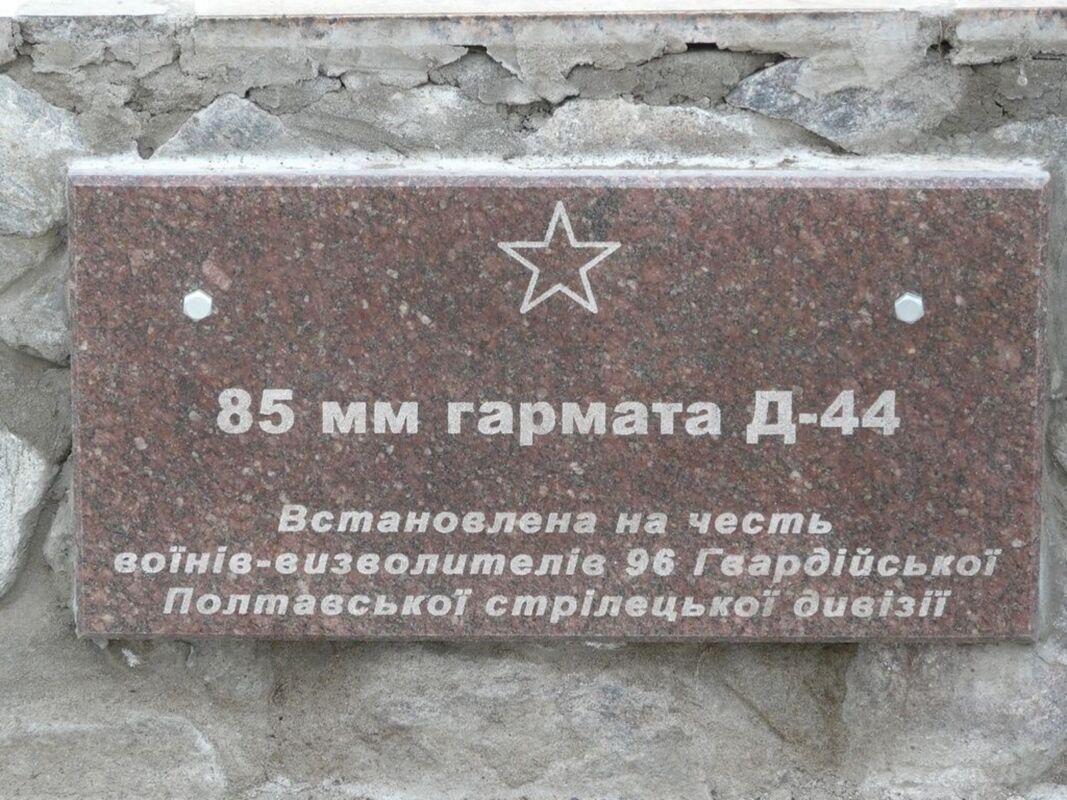 85 мм гармата Д-44
Встановлена на честь
воїнів-визволителів 96 Гвардійської
Полтавської стрілецької дивізії